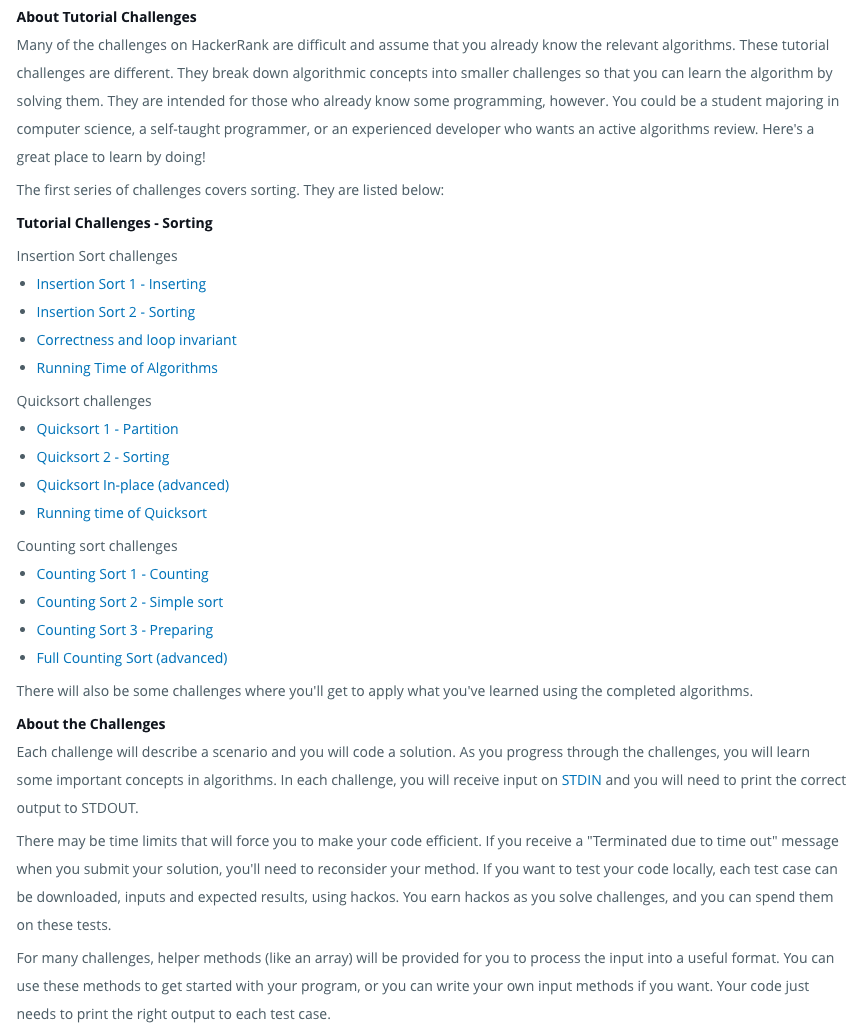 About Tutorial Challenges
Many of the challenges on HackerRank are difficult and assume that you already know the relevant algorithms. These tutorial
challenges are different. They break down algorithmic concepts into smaller challenges so that you can learn the algorithm by
solving them. They are intended for those who already know some programming, however. You could be a student majoring in
computer science, a self-taught programmer, or an experienced developer who wants an active algorithms review. Here's a
great place to learn by doing!
The first series of challenges covers sorting. They are listed below:
Tutorial Challenges - Sorting
Insertion Sort challenges
• Insertion Sort 1 - Inserting
• Insertion Sort 2 - Sorting
• Correctness and loop invariant
• Running Time of Algorithms
Quicksort challenges
• Quicksort 1 - Partition
• Quicksort 2 - Sorting
• Quicksort In-place (advanced)
• Running time of Quicksort
Counting sort challenges
• Counting Sort 1 - Counting
• Counting Sort 2 - Simple sort
• Counting Sort 3 - Preparing
• Full Counting Sort (advanced)
There will also be some challenges where you'll get to apply what you've learned using the completed algorithms.
About the Challenges
Each challenge will describe a scenario and you will code a solution. As you progress through the challenges, you will learn
some important concepts in algorithms. In each challenge, you will receive input on STDIN and you will need to print the correct
output to STDOUT.
There may be time limits that will force you to make your code efficient. If you receive a "Terminated due to time out" message
when you submit your solution, you'll need to reconsider your method. If you want to test your code locally, each test case can
be downloaded, inputs and expected results, using hackos. You earn hackos as you solve challenges, and you can spend them
on these tests.
For many challenges, helper methods (like an array) will be provided for you to process the input into a useful format. You can
use these methods to get started with your program, or you can write your own input methods if you want. Your code just
needs to print the right output to each test case.